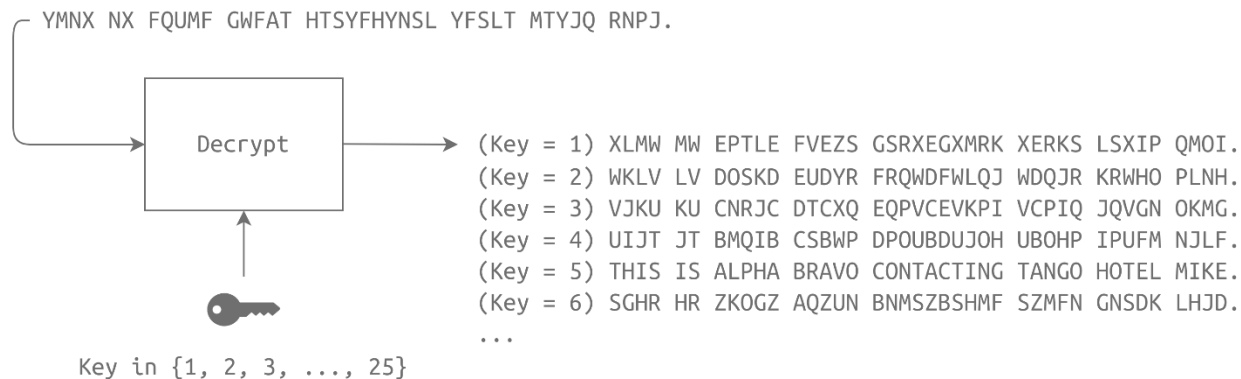 YMNX NX FQUMF GWFAT HTSYFHYNSL YFSLT MTYJQ RNPJ.
Decrypt
(Key = 1) XLMW MW EPTLE FVEZS GSRXEGXMRK XERKS LSXIP QMOI.
(Key = 2) WKLV LV DOSKD EUDYR FRQWDFWLQJ WDQJR KRWHO PLNH.
(Key = 3) VJKU KU CNRJC DTCXQ EQPVCEVKPI VCPIQ JQVGN OKMG.
(Key = 4) UIJT JT BMQIB CSBWP DPOUBDUJOH UBOHP IPUFM NJLF.
(Key = 5) THIS IS ALPHA BRAVO CONTACTING TANGO HOTEL MIKE.
(Key = 6) SGHR HR ZKOGZ AQZUN BNMSZBSHMF SZMFN GNSDK LHJD.
...
Key in {1, 2, 3, ..., 25}